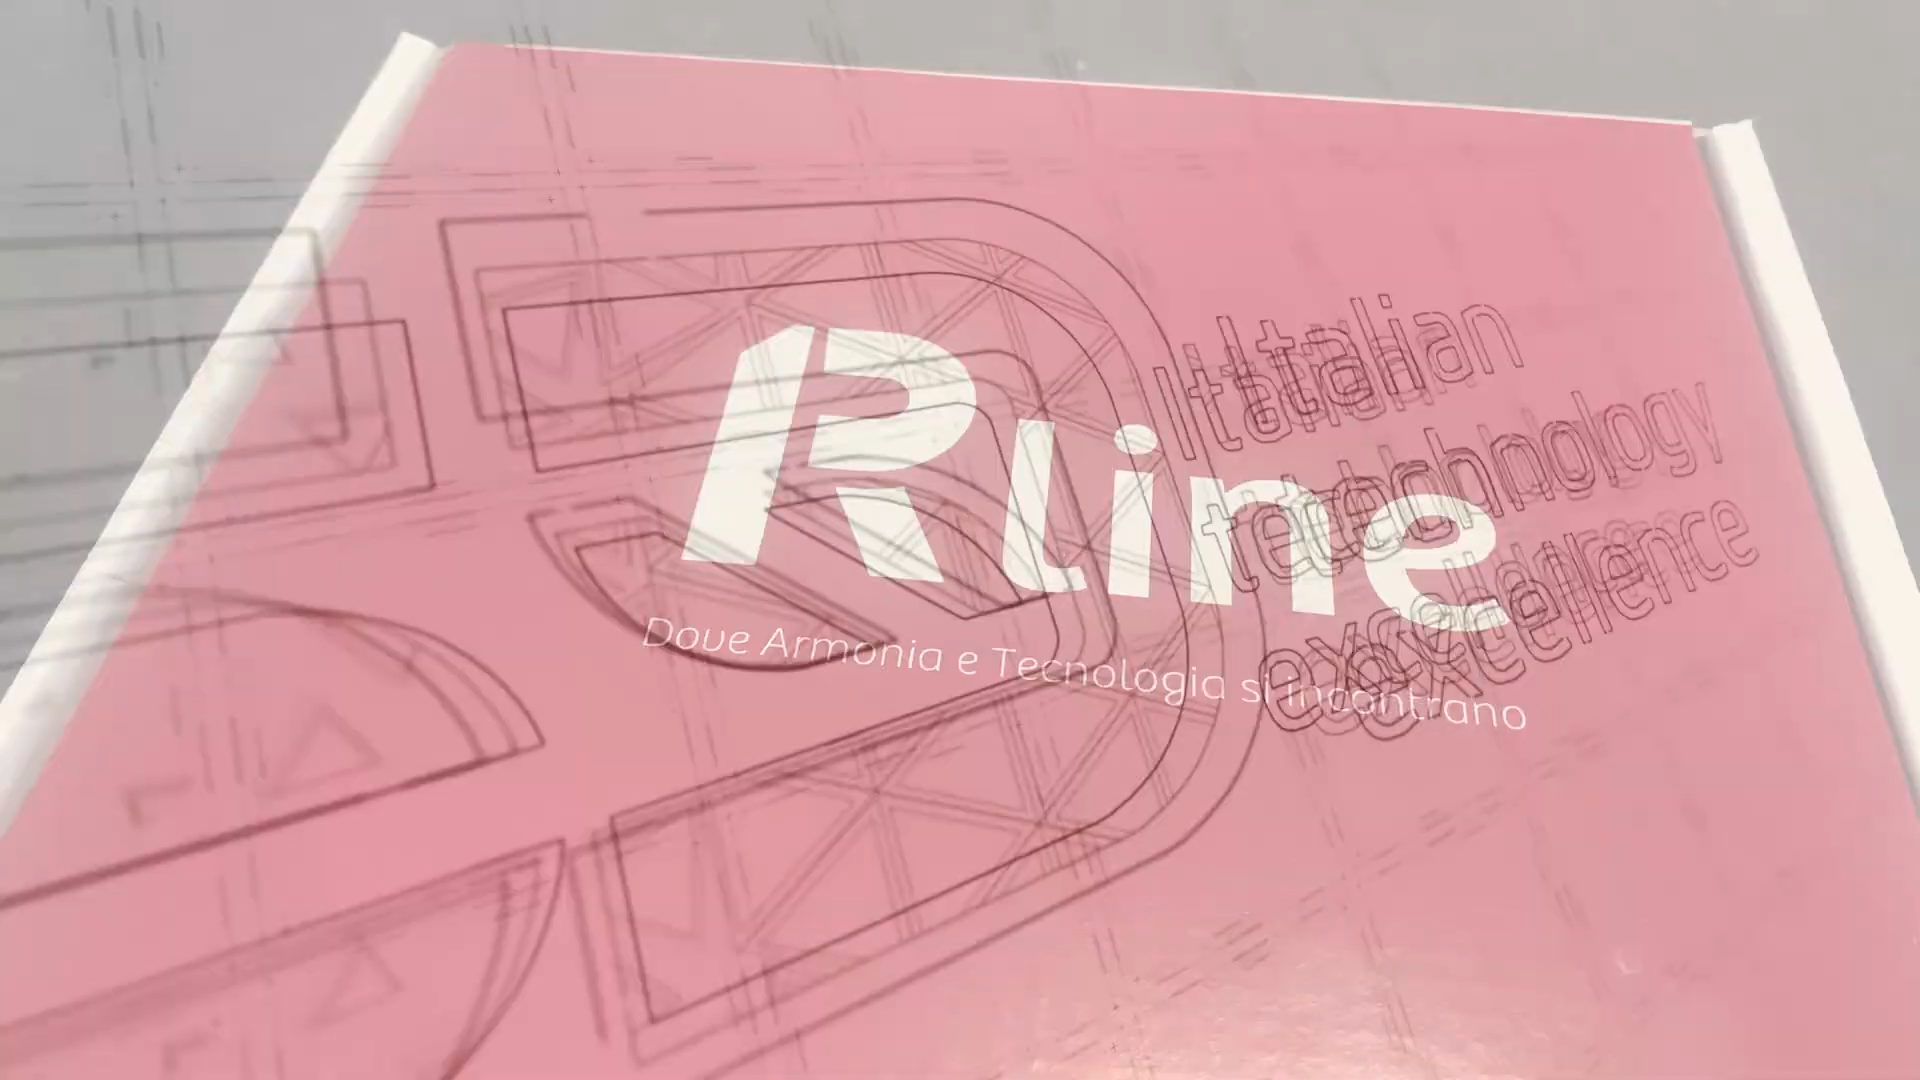 Rline
Dove Armonia e Tecnologia si incontrano
Italian
technology
excellence